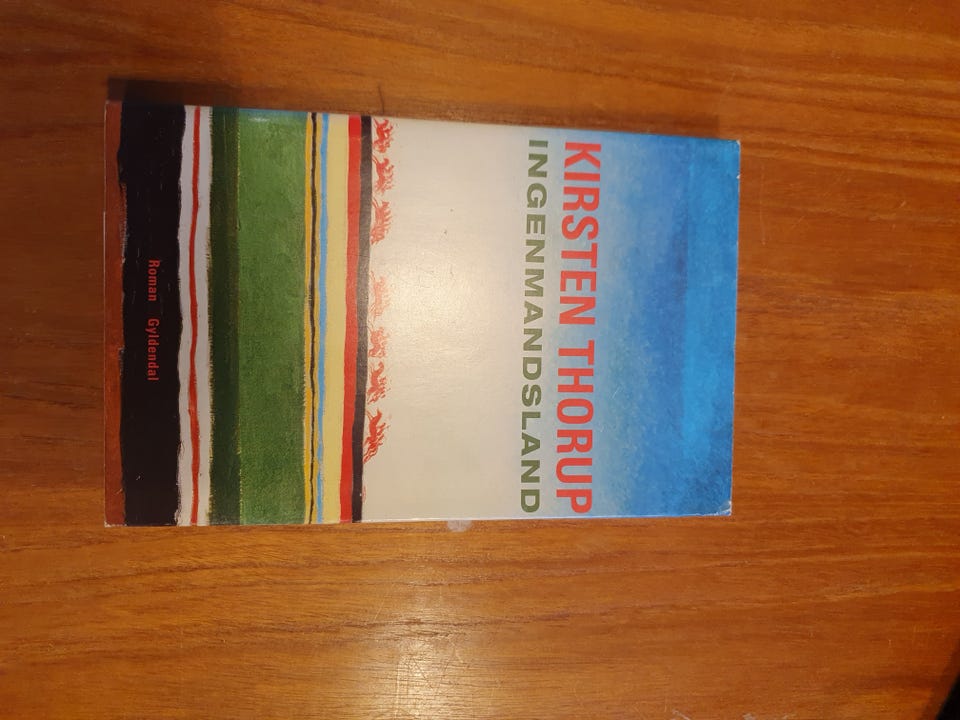 KIRSTEN THORUP
INGENMANDSLAND
Roman Gyldendal